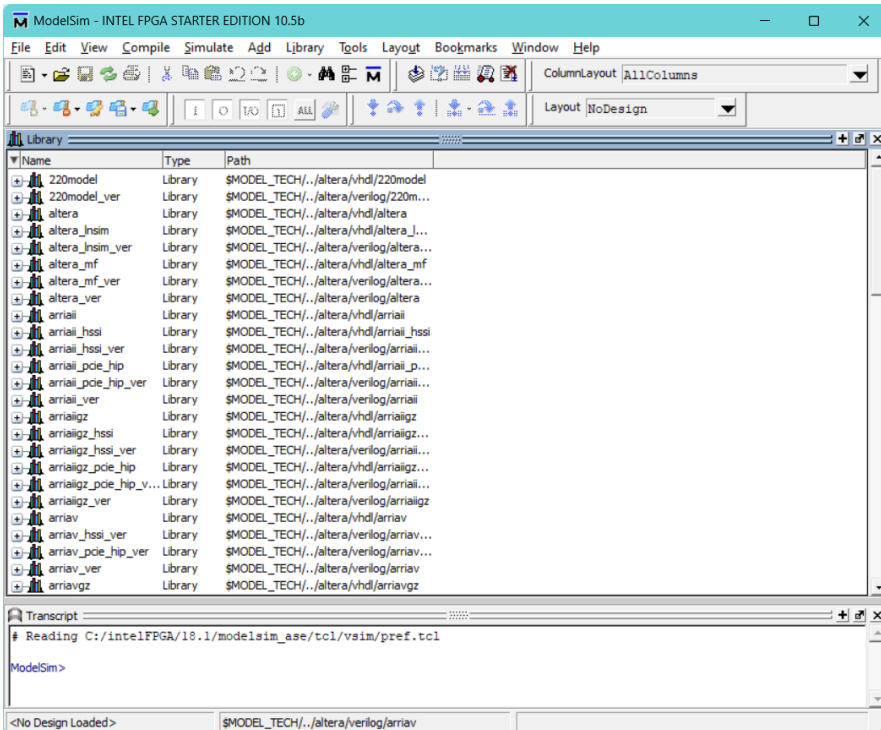 ModelSim - INTEL FPGA STARTER EDITION 10.5b
File Edit View Compile Simulate Add Library Tools Layout Bookmarks Window Help
ColumnLayout AllColumns
Layout NoDesign
Library
Name Type Path
220model Library $MODEL_TECH/../altera/vhdl/220model
220model_ver Library $MODEL_TECH/../altera/verilog/220m...
altera Library $MODEL_TECH/../altera/vhdl/altera
altera_lnsim Library $MODEL_TECH/../altera/vhdl/altera_l...
altera_lnsim_ver Library $MODEL_TECH/../altera/verilog/altera...
altera_mf Library $MODEL_TECH/../altera/vhdl/altera_mf
altera_mf_ver Library $MODEL_TECH/../altera/verilog/altera...
altera_ver Library $MODEL_TECH/../altera/verilog/altera
arriaii Library $MODEL_TECH/../altera/vhdl/arriaii
arriaii_hssi Library $MODEL_TECH/../altera/vhdl/arriaii_hssi
arriaii_hssi_ver Library $MODEL_TECH/../altera/verilog/arriaii...
arriaii_pcie_hip Library $MODEL_TECH/../altera/vhdl/arriaii_p...
arriaii_pcie_hip_ver Library $MODEL_TECH/../altera/verilog/arriaii...
arriaii_ver Library $MODEL_TECH/../altera/verilog/arriaii
arriaiigz Library $MODEL_TECH/../altera/vhdl/arriaiigz
arriaiigz_hssi Library $MODEL_TECH/../altera/vhdl/arriaiigz...
arriaiigz_hssi_ver Library $MODEL_TECH/../altera/verilog/arriaii...
arriaiigz_pcie_hip Library $MODEL_TECH/../altera/vhdl/arriaiigz...
arriaiigz_pcie_hip_v... Library $MODEL_TECH/../altera/verilog/arriaii...
arriaiigz_ver Library $MODEL_TECH/../altera/verilog/arriaiigz
arriav Library $MODEL_TECH/../altera/vhdl/arriav
arriav_hssi_ver Library $MODEL_TECH/../altera/verilog/arriav...
arriav_pcie_hip_ver Library $MODEL_TECH/../altera/verilog/arriav...
arriav_ver Library $MODEL_TECH/../altera/verilog/arriav
arriavgz Library $MODEL_TECH/../altera/vhdl/arriavgz
Transcript
# Reading C:/intelFPGA/18.1/modelsim_ase/tcl/vsim/pref.tcl
ModelSim>
<No Design Loaded> $MODEL_TECH/../altera/verilog/arriav